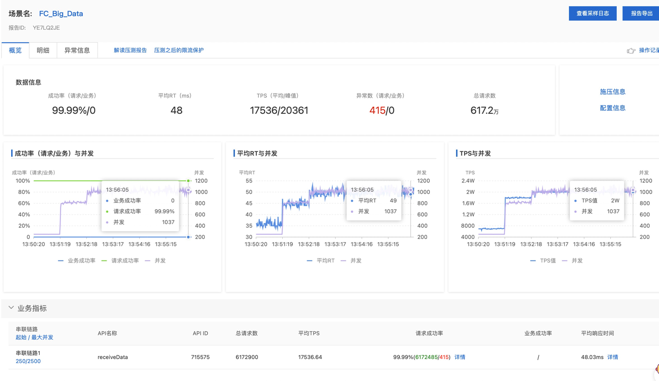 场景名: FC_Big_Data
查看采样日志 报告导出
报告ID: YE7LQ2JE
概览 明细 异常信息 解读压测报告 压测之后的限流保护
操作记录
数据信息
成功率（请求/业务） 平均RT（ms） TPS（平均/峰值） 异常数（请求/业务） 总请求数
99.99%/0 48 17536/20361 415/0 617.2万
施压信息
配置信息
成功率（请求/业务）与并发
成功率（请求/业务） 并发
100% 80% 60% 40% 20% 0
1200 1000 800 600 400 200
13:56:05
业务成功率 0
请求成功率 99.99%
并发 1037
13:50:20 13:51:19 13:52:18 13:53:17 13:54:16 13:55:15
业务成功率 请求成功率 并发
平均RT与并发
平均RT 并发
55 50 45 40 35 30
1200 1000 800 600 400 200
13:56:05
平均RT 49
并发 1037
13:50:20 13:51:19 13:52:18 13:53:17 13:54:16 13:55:15
平均RT 并发
TPS与并发
TPS 并发
2.4W 2W 1.6W 1.2W 8000 4000
1200 1000 800 600 400 200
13:56:05
TPS值 2W
并发 1037
13:50:20 13:51:19 13:52:18 13:53:17 13:54:16 13:55:15
TPS值 并发
业务指标
串联链路
起始 / 最大并发
API名称 API ID 总请求数 平均TPS 请求成功率 业务成功率 平均响应时间
串联链路1
250/2500
receiveData 715575 6172900 17536.64 99.99%(6172485/415) 详情 / 48.03ms 详情